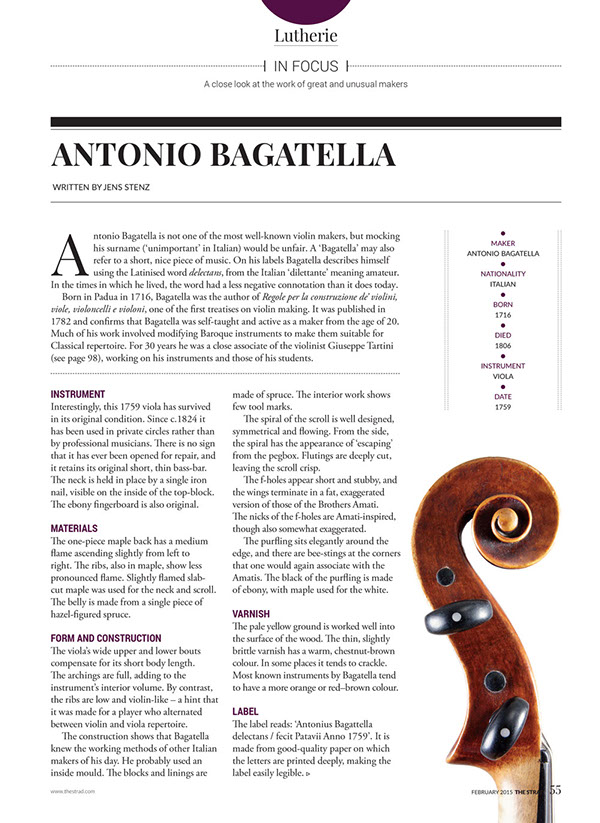 Lutherie
IN FOCUS
A close look at the work of great and unusual makers
ANTONIO BAGATELLA
WRITTEN BY JENS STENZ
Antonio Bagatella is not one of the most well-known violin makers, but mocking
his surname (‘unimportant’ in Italian) would be unfair. A ‘Bagatella’ may also
refer to a short, nice piece of music. On his labels Bagatella describes himself
using the Latinised word delectans, from the Italian ‘dilettante’ meaning amateur.
In the times in which he lived, the word had a less negative connotation than it does today.
Born in Padua in 1716, Bagatella was the author of Regole per la construzione de’ violini,
viole, violoncelli e violoni, one of the first treatises on violin making. It was published in
1782 and confirms that Bagatella was self-taught and active as a maker from the age of 20.
Much of his work involved modifying Baroque instruments to make them suitable for
Classical repertoire. For 30 years he was a close associate of the violinist Giuseppe Tartini
(see page 98), working on his instruments and those of his students.
MAKER
ANTONIO BAGATELLA
NATIONALITY
ITALIAN
BORN
1716
DIED
1806
INSTRUMENT
VIOLA
DATE
1759
INSTRUMENT
Interestingly, this 1759 viola has survived
in its original condition. Since c.1824 it
has been used in private circles rather than
by professional musicians. There is no sign
that it has ever been opened for repair, and
it retains its original short, thin bass-bar.
The neck is held in place by a single iron
nail, visible on the inside of the top-block.
The ebony fingerboard is also original.
MATERIALS
The one-piece maple back has a medium
flame ascending slightly from left to
right. The ribs, also in maple, show less
pronounced flame. Slightly flamed slab-
cut maple was used for the neck and scroll.
The belly is made from a single piece of
hazel-figured spruce.
FORM AND CONSTRUCTION
The viola’s wide upper and lower bouts
compensate for its short body length.
The archings are full, adding to the
instrument’s interior volume. By contrast,
the ribs are low and violin-like – a hint that
it was made for a player who alternated
between violin and viola repertoire.
The construction shows that Bagatella
knew the working methods of other Italian
makers of his day. He probably used an
inside mould. The blocks and linings are
made of spruce. The interior work shows
few tool marks.
The spiral of the scroll is well designed,
symmetrical and flowing. From the side,
the spiral has the appearance of ‘escaping’
from the pegbox. Flutings are deeply cut,
leaving the scroll crisp.
The f-holes appear short and stubby, and
the wings terminate in a fat, exaggerated
version of those of the Brothers Amati.
The nicks of the f-holes are Amati-inspired,
though also somewhat exaggerated.
The purfling sits elegantly around the
edge, and there are bee-stings at the corners
that one would again associate with the
Amatis. The black of the purfling is made
of ebony, with maple used for the white.
VARNISH
The pale yellow ground is worked well into
the surface of the wood. The thin, slightly
brittle varnish has a warm, chestnut-brown
colour. In some places it tends to crackle.
Most known instruments by Bagatella tend
to have a more orange or red–brown colour.
LABEL
The label reads: ‘Antonius Bagattella
delectans / fecit Patavii Anno 1759’. It is
made from good-quality paper on which
the letters are printed deeply, making the
label easily legible. ▹
www.thestrad.com
FEBRUARY 2015 THE STRAD 55